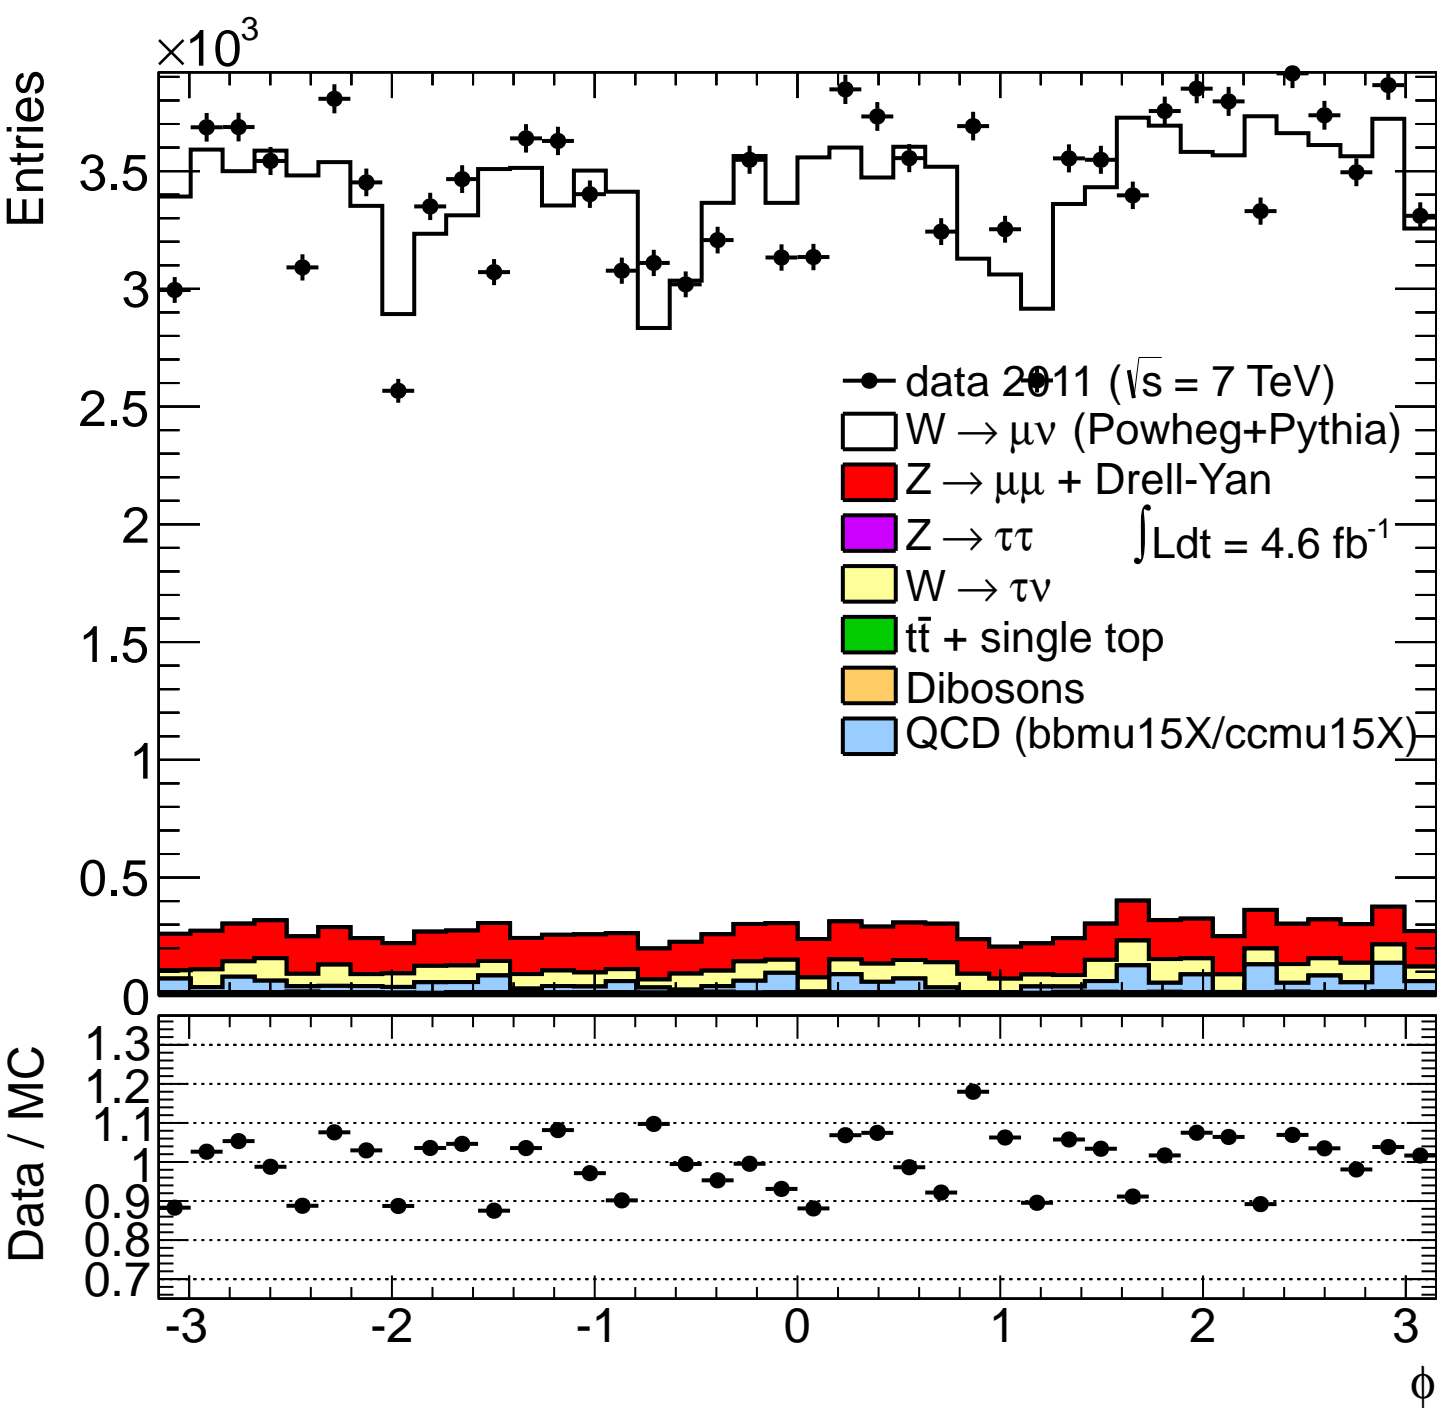 ×10³
Entries
3.5
3
2.5
2
1.5
1
0.5
0
data 2011 (√s = 7 TeV)
W → μν (Powheg+Pythia)
Z → μμ + Drell-Yan
Z → ττ
∫Ldt = 4.6 fb⁻¹
W → τν
tt̄ + single top
Dibosons
QCD (bbmu15X/ccmu15X)
Data / MC
1.3
1.2
1.1
1
0.9
0.8
0.7
-3 -2 -1 0 1 2 3
ϕ